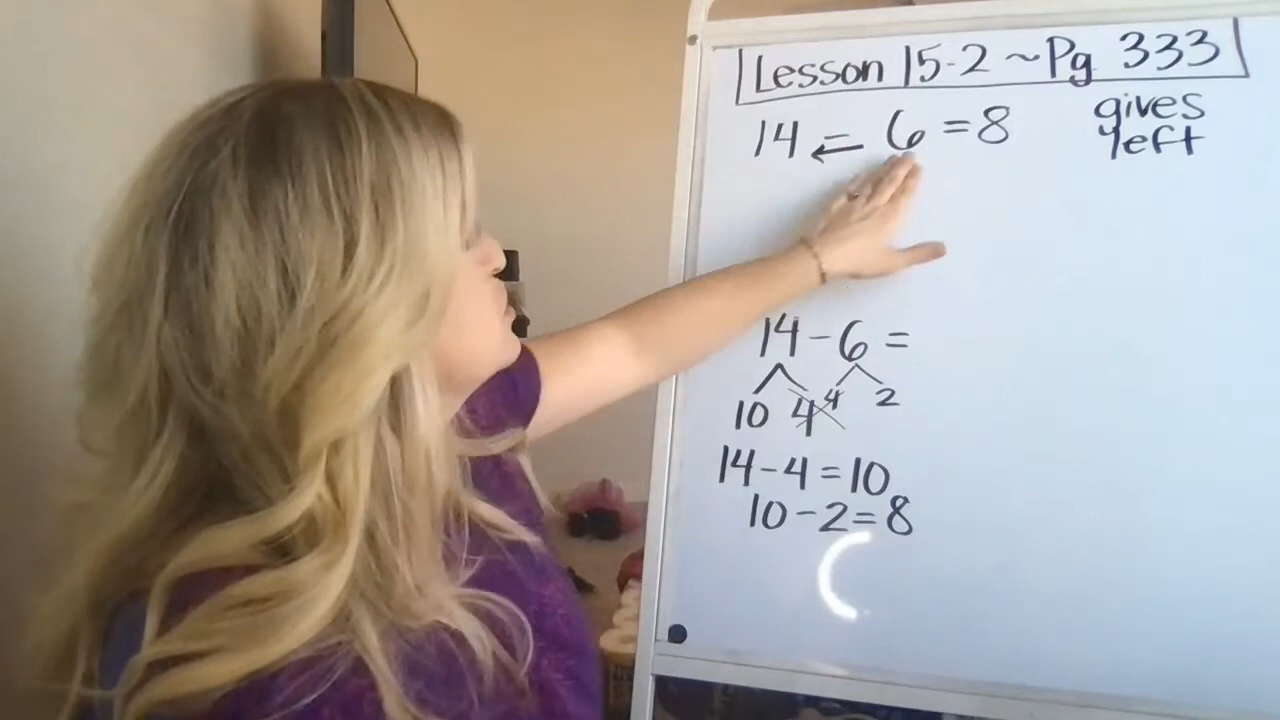 Lesson 15-2 ~ Pg 333
14 - 6 = 8
gives
left
14 - 6 =
10 4 4 2
14 - 4 = 10
10 - 2 = 8